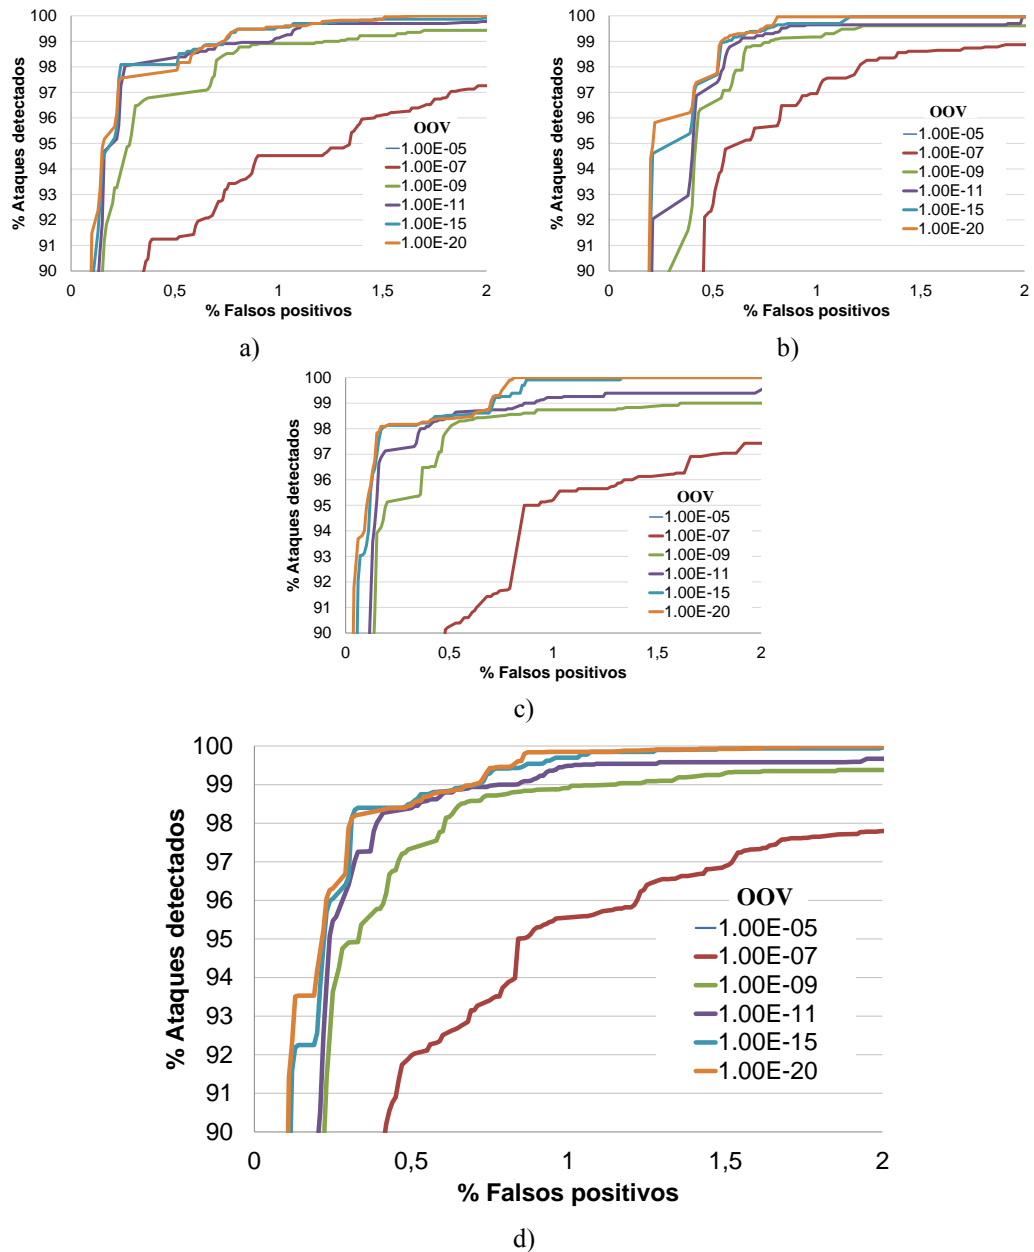 100
99
98
97
96
95
94
93
92
91
90
% Ataques detectados
0
0,5
1
1,5
2
% Falsos positivos
OOV
1.00E-05
1.00E-07
1.00E-09
1.00E-11
1.00E-15
1.00E-20
a)
100
99
98
97
96
95
94
93
92
91
90
% Ataques detectados
0
0,5
1
1,5
2
% Falsos positivos
OOV
1.00E-05
1.00E-07
1.00E-09
1.00E-11
1.00E-15
1.00E-20
b)
100
99
98
97
96
95
94
93
92
91
90
% Ataques detectados
0
0,5
1
1,5
2
% Falsos positivos
OOV
1.00E-05
1.00E-07
1.00E-09
1.00E-11
1.00E-15
1.00E-20
c)
100
99
98
97
96
95
94
93
92
91
90
% Ataques detectados
0
0,5
1
1,5
2
% Falsos positivos
OOV
1.00E-05
1.00E-07
1.00E-09
1.00E-11
1.00E-15
1.00E-20
d)